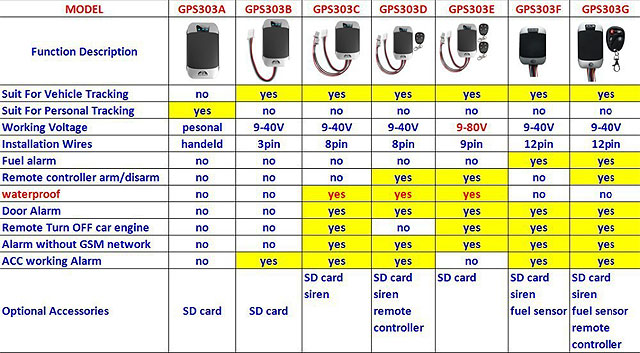 MODEL GPS303A GPS303B GPS303C GPS303D GPS303E GPS303F GPS303G
Function Description
Suit For Vehicle Tracking no yes yes yes yes yes yes
Suit For Personal Tracking yes no no no no no no
Working Voltage pesonal 9-40V 9-40V 9-40V 9-80V 9-40V 9-40V
Installation Wires handeld 3pin 8pin 8pin 9pin 12pin 12pin
Fuel alarm no no no no no yes yes
Remote controller arm/disarm no no no yes yes no yes
waterproof no no yes yes yes no no
Door Alarm no no yes yes yes yes yes
Remote Turn OFF car engine no no yes no yes yes yes
Alarm without GSM network no no yes yes yes yes yes
ACC working Alarm no yes yes yes no yes yes
Optional Accessories
SD card
SD card
SD card
siren
SD card
siren
remote
controller
SD card
SD card
siren
fuel sensor
SD card
siren
fuel sensor
remote
controller